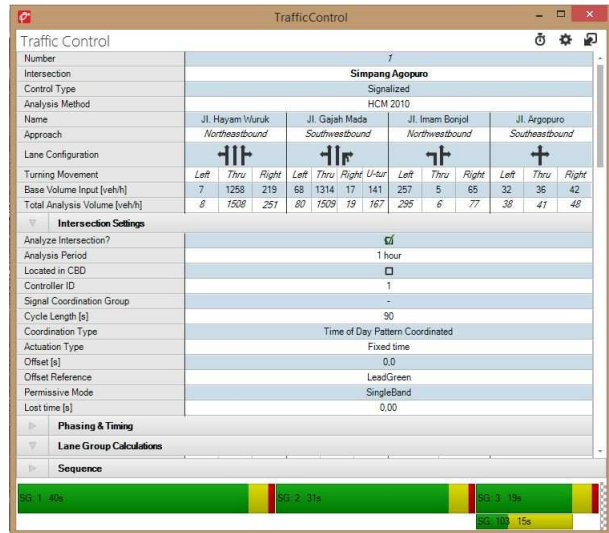 TrafficControl
Traffic Control
Number 1
Intersection Simpang Agopuro
Control Type Signalized
Analysis Method HCM 2010
Name Jl. Hayam Wuruk Jl. Gajah Mada Jl. Imam Bonjol Jl. Argopuro
Approach Northeastbound Southwestbound Northwestbound Southeastbound
Lane Configuration
Turning Movement Left Thru Right Left Thru Right U-tur Left Thru Right Left Thru Right
Base Volume Input [veh/h] 7 1258 219 68 1314 17 141 257 5 65 32 36 42
Total Analysis Volume [veh/h] 8 1508 251 80 1509 19 167 295 6 77 38 41 48
Intersection Settings
Analyze Intersection?
Analysis Period 1 hour
Located in CBD
Controller ID 1
Signal Coordination Group -
Cycle Length [s] 90
Coordination Type Time of Day Pattern Coordinated
Actuation Type Fixed time
Offset [s] 0,0
Offset Reference LeadGreen
Permissive Mode SingleBand
Lost time [s] 0,00
Phasing & Timing
Lane Group Calculations
Sequence
SG: 1 40s SG: 2 31s SG: 3 19s
SG: 103 15s